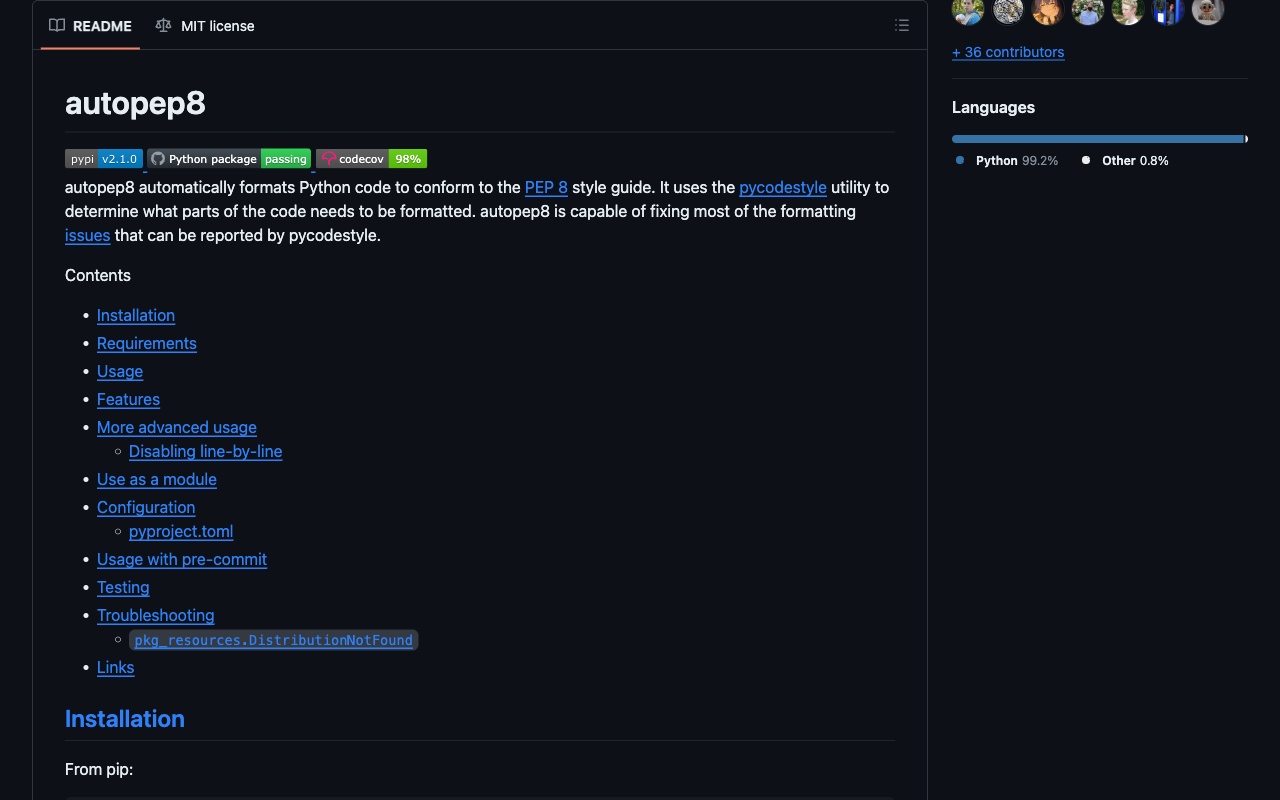 README
MIT license
autopep8
pypi v2.1.0 Python package passing codecov 98%
autopep8 automatically formats Python code to conform to the PEP 8 style guide. It uses the pycodestyle utility to
determine what parts of the code needs to be formatted. autopep8 is capable of fixing most of the formatting
issues that can be reported by pycodestyle.
Contents
Installation
Requirements
Usage
Features
More advanced usage
Disabling line-by-line
Use as a module
Configuration
pyproject.toml
Usage with pre-commit
Testing
Troubleshooting
pkg_resources.DistributionNotFound
Links
Installation
From pip:
+ 36 contributors
Languages
Python 99.2% Other 0.8%